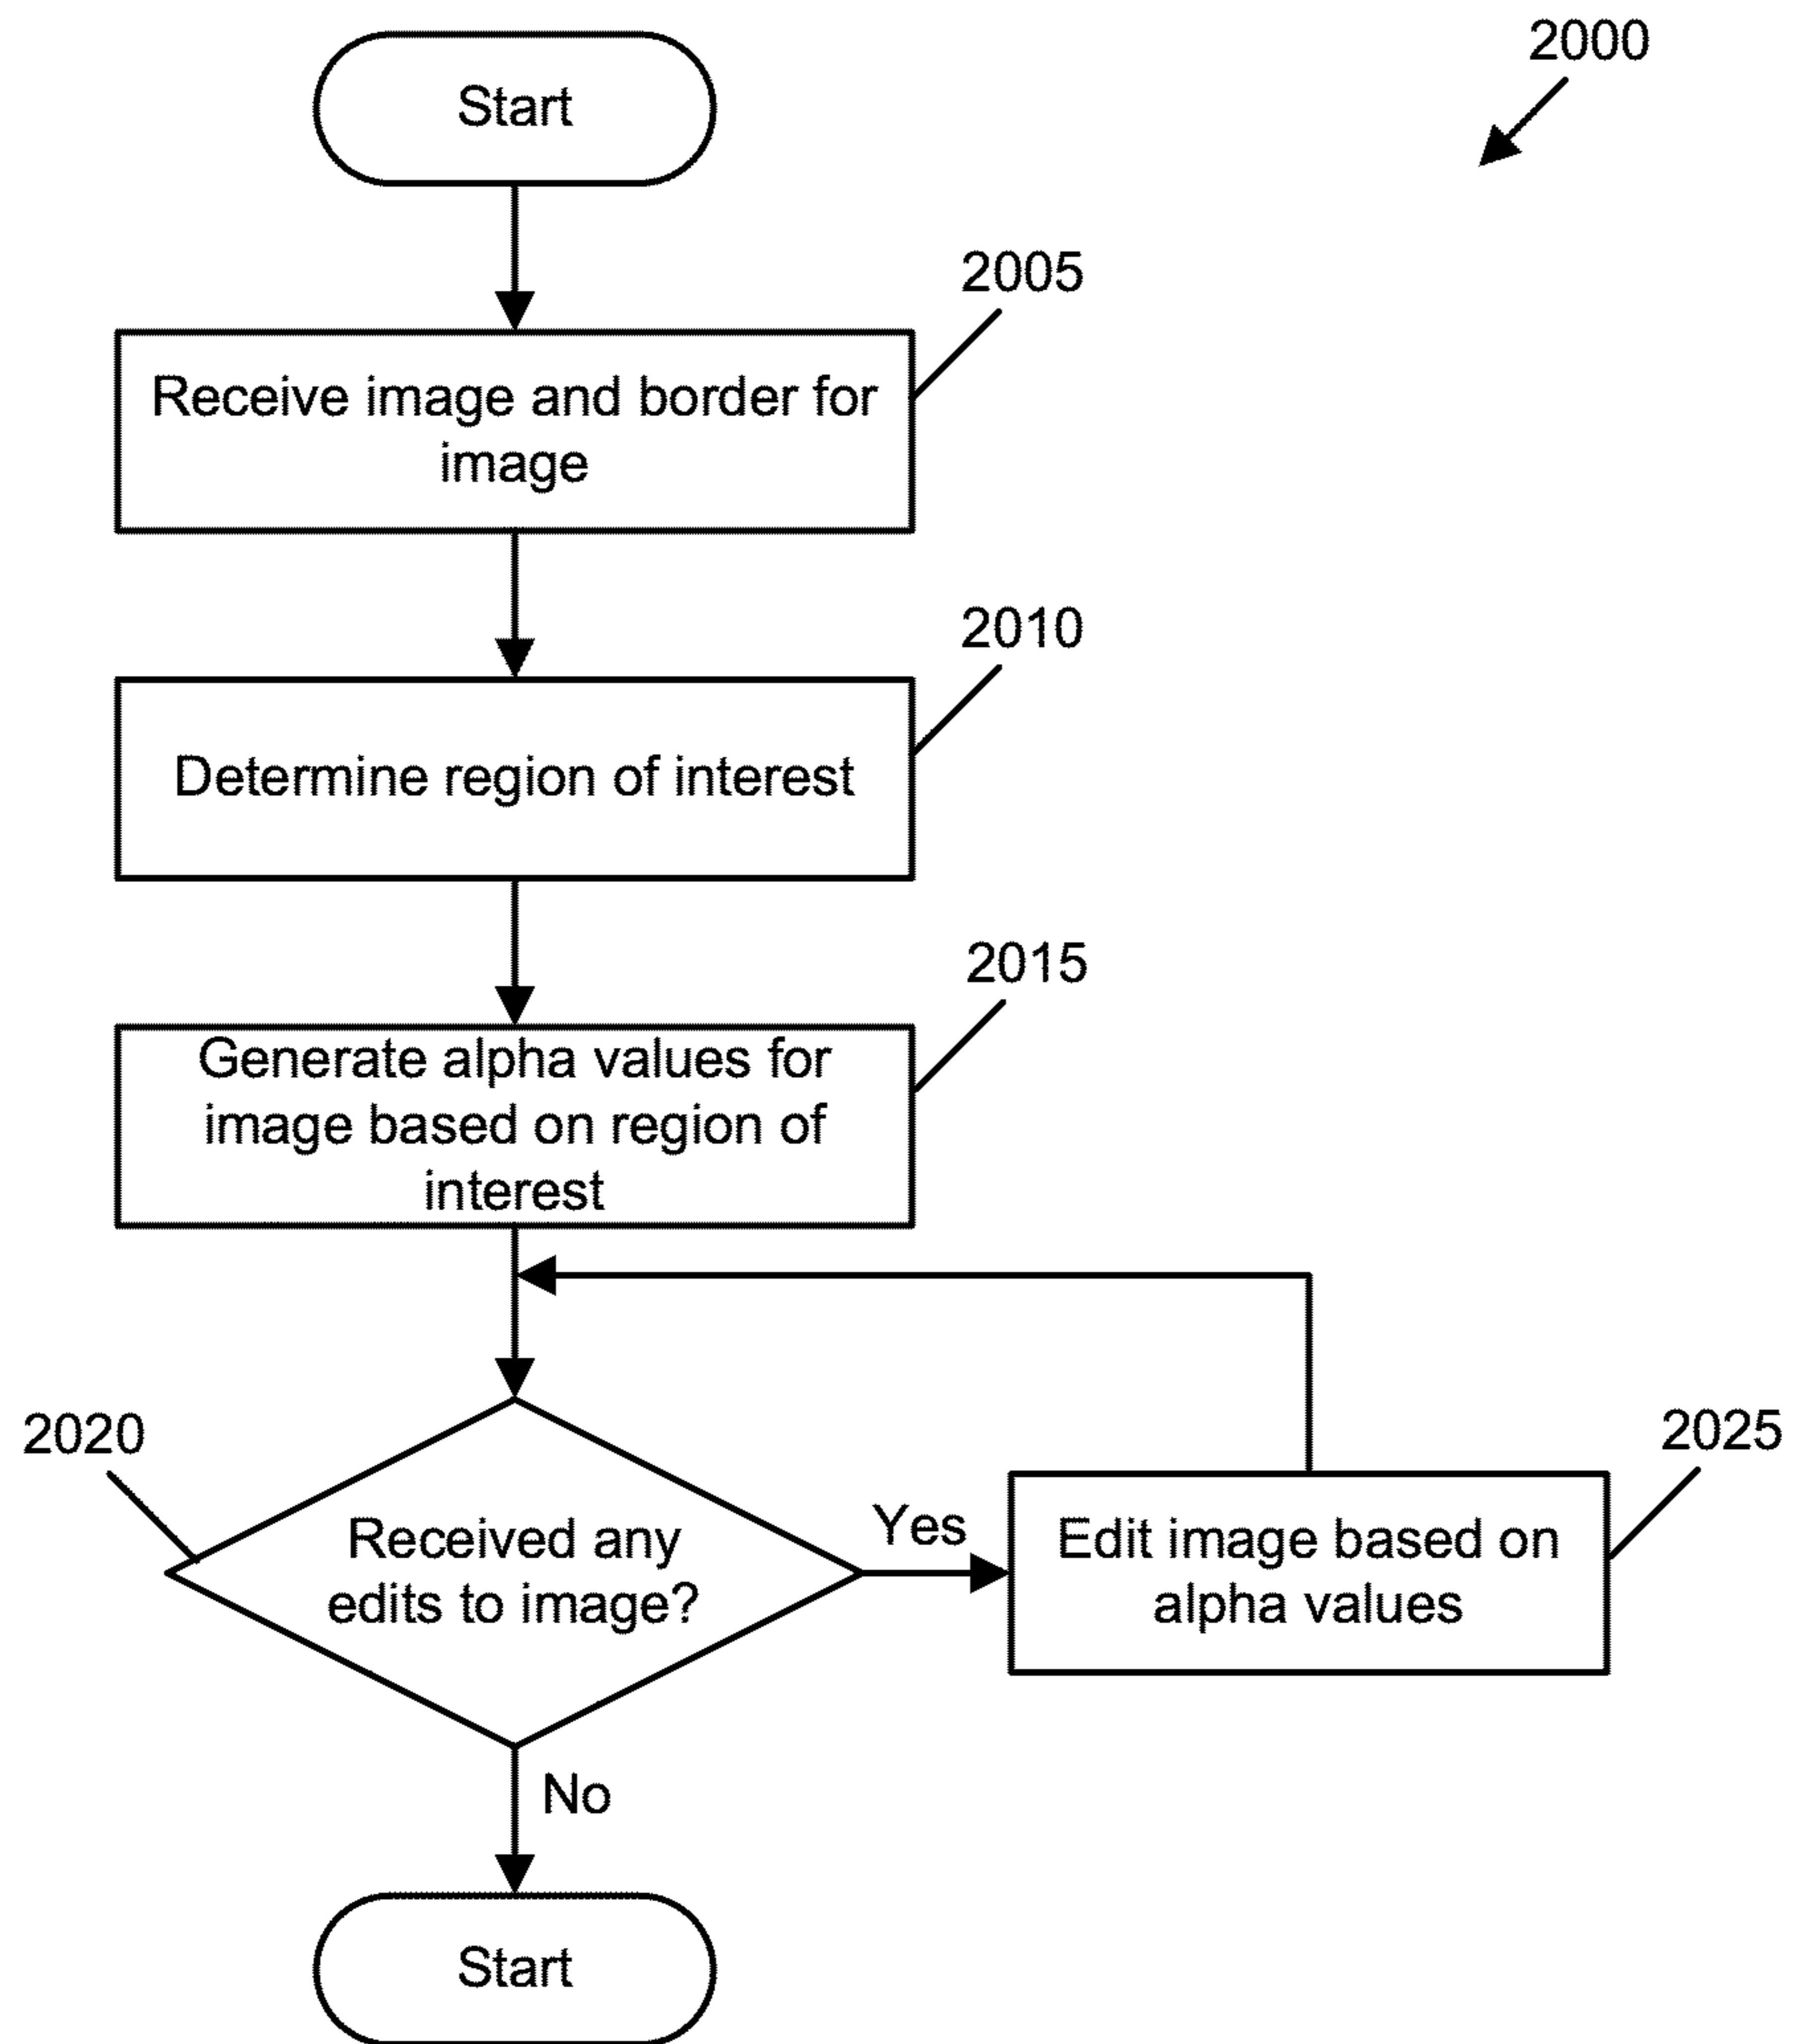 2000
Start
2005
Receive image and border for
image
2010
Determine region of interest
2015
Generate alpha values for
image based on region of
interest
2020
Received any
edits to image?
Yes
2025
Edit image based on
alpha values
No
Start